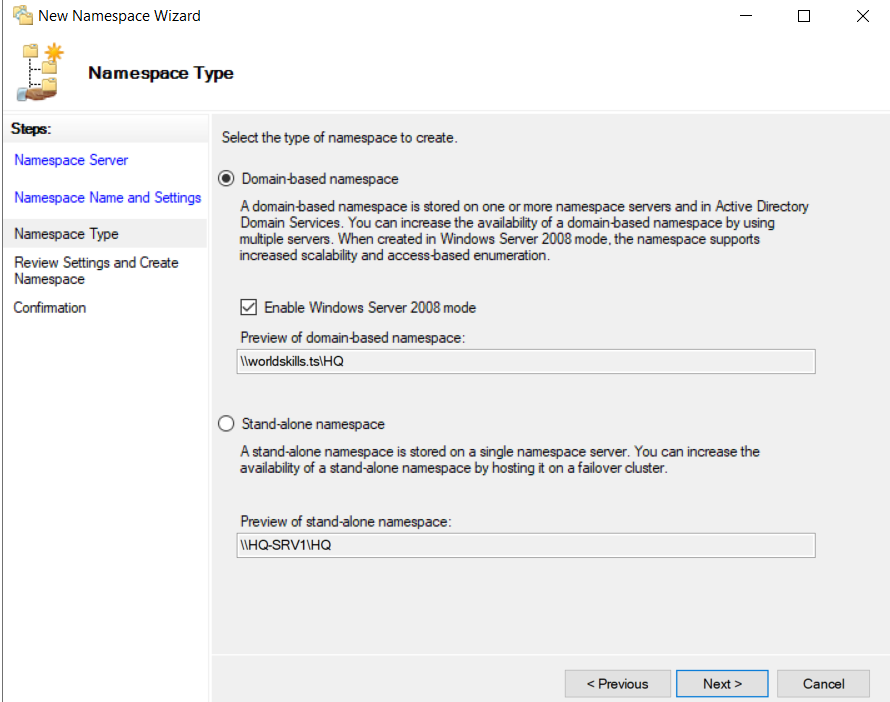 New Namespace Wizard
Namespace Type
Steps:
Namespace Server
Namespace Name and Settings
Namespace Type
Review Settings and Create
Namespace
Confirmation
Select the type of namespace to create.
Domain-based namespace
A domain-based namespace is stored on one or more namespace servers and in Active Directory
Domain Services. You can increase the availability of a domain-based namespace by using
multiple servers. When created in Windows Server 2008 mode, the namespace supports
increased scalability and access-based enumeration.
Enable Windows Server 2008 mode
Preview of domain-based namespace:
\\worldskills.ts\HQ
Stand-alone namespace
A stand-alone namespace is stored on a single namespace server. You can increase the
availability of a stand-alone namespace by hosting it on a failover cluster.
Preview of stand-alone namespace:
\\HQ-SRV1\HQ
< Previous
Next >
Cancel